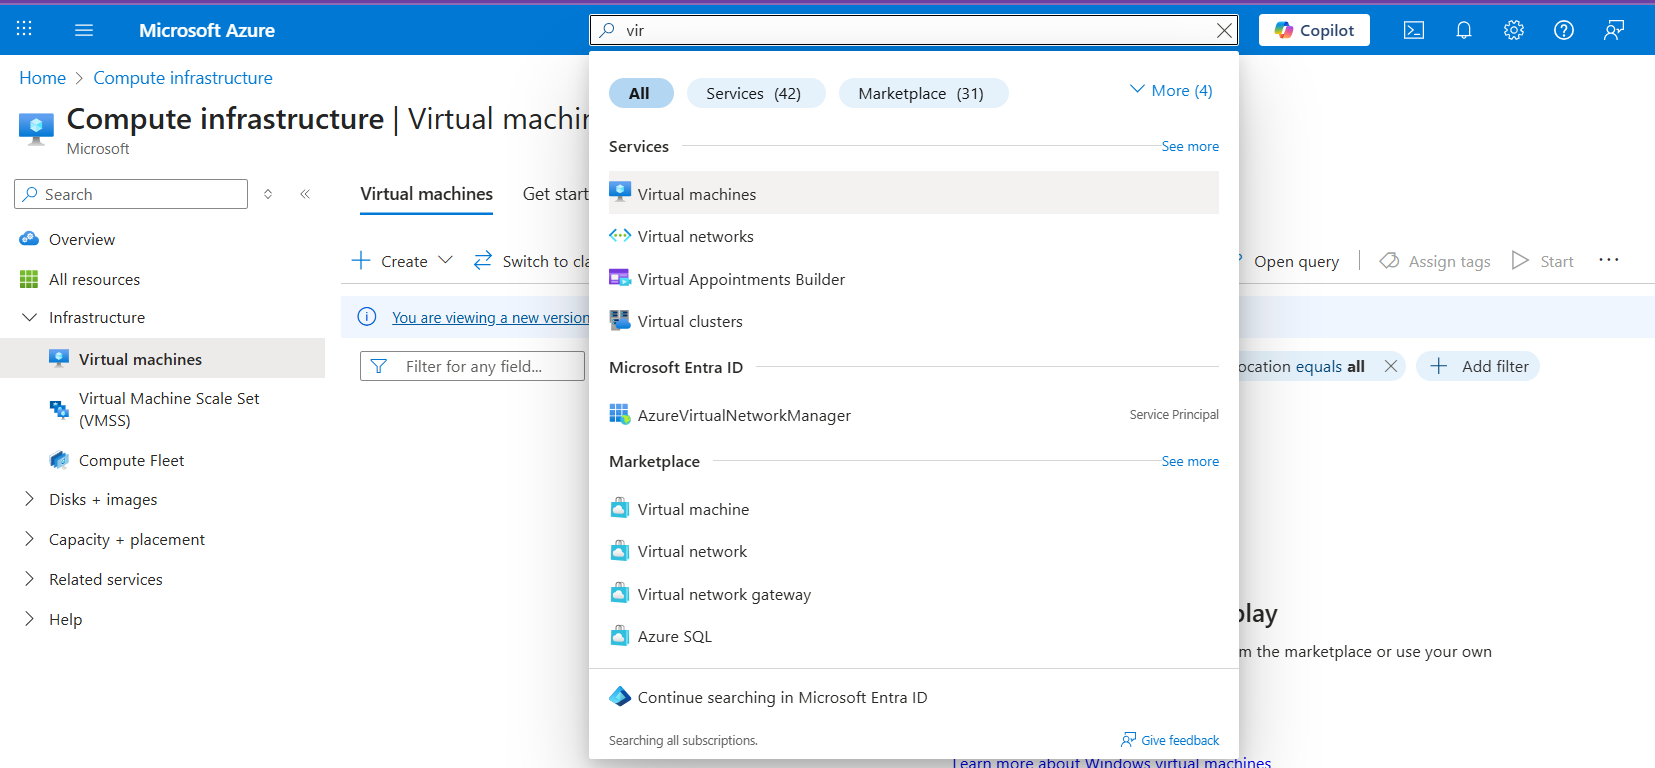 Microsoft Azure
vir
Copilot
Home > Compute infrastructure
Compute infrastructure | Virtual machin
Microsoft
Search
Overview
All resources
Infrastructure
Virtual machines
Virtual Machine Scale Set
(VMSS)
Compute Fleet
Disks + images
Capacity + placement
Related services
Help
Virtual machines Get start
Create Switch to cla
You are viewing a new version
Filter for any field...
All Services (42) Marketplace (31) More (4)
Services See more
Virtual machines
Virtual networks
Virtual Appointments Builder
Virtual clusters
Microsoft Entra ID
AzureVirtualNetworkManager Service Principal
Marketplace See more
Virtual machine
Virtual network
Virtual network gateway
Azure SQL
Continue searching in Microsoft Entra ID
Searching all subscriptions. Give feedback
Open query Assign tags Start
ocation equals all Add filter
play
m the marketplace or use your own
Learn more about Windows virtual machines